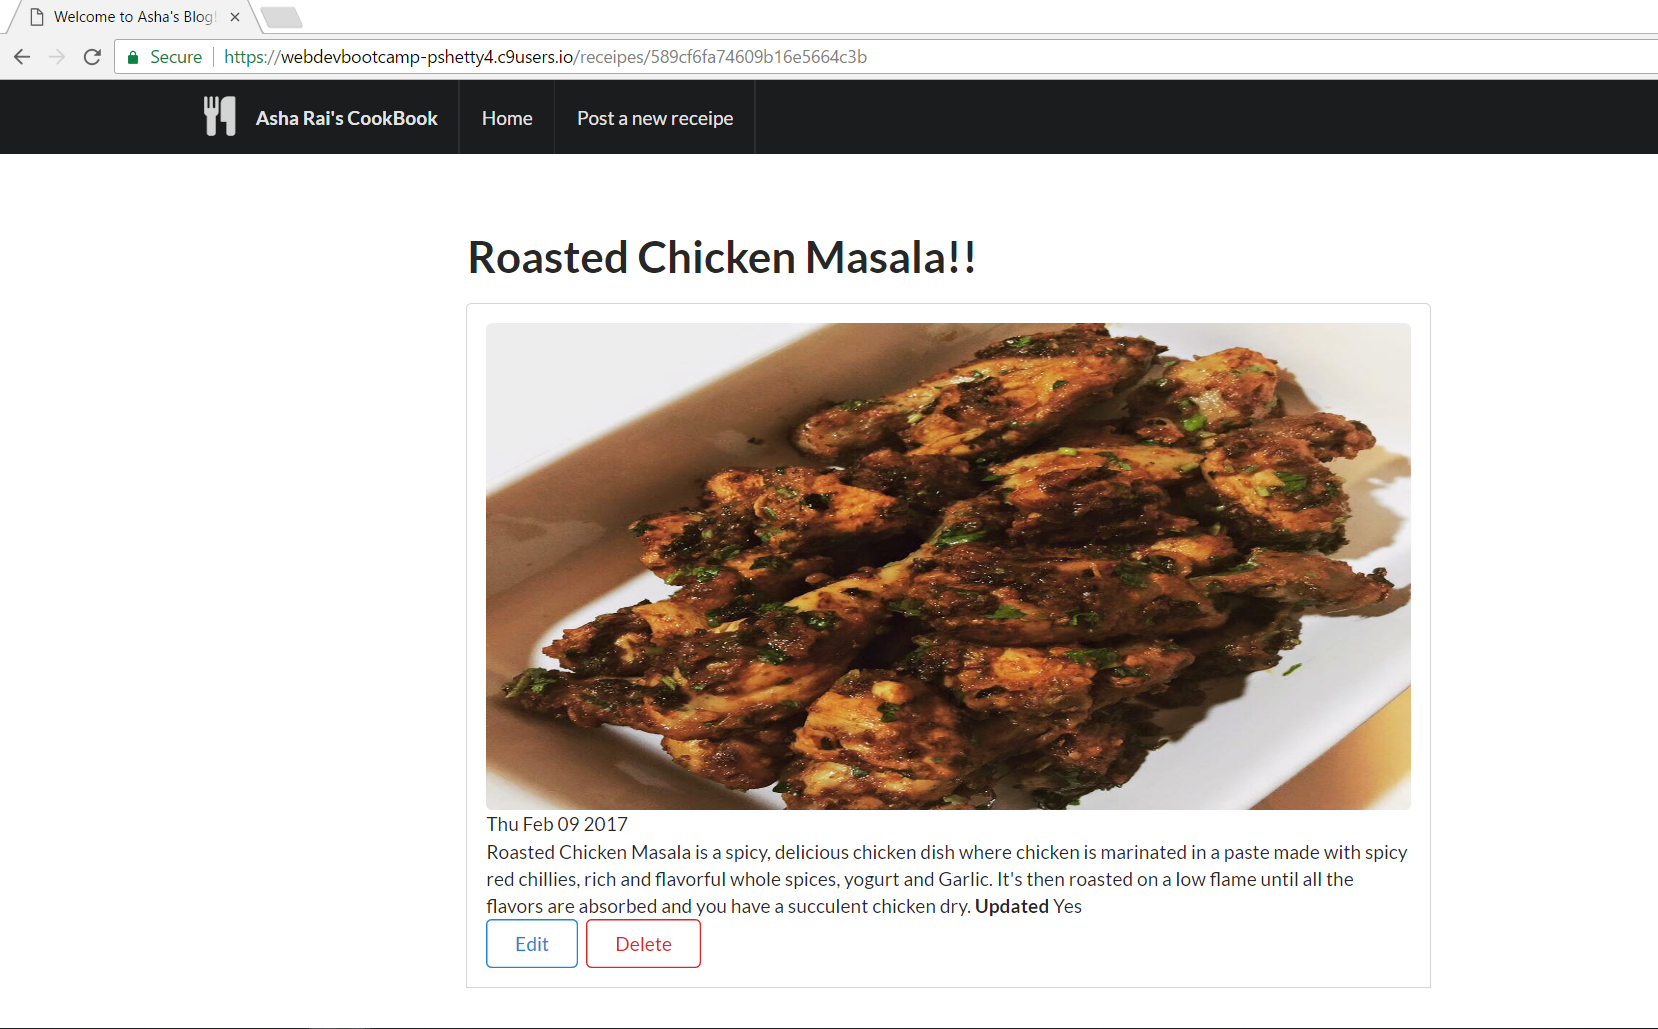 Welcome to Asha's Blog!
Secure https://webdevbootcamp-pshetty4.c9users.io/receipes/589cf6fa74609b16e5664c3b
Asha Rai's CookBook Home Post a new receipe
Roasted Chicken Masala!!
Thu Feb 09 2017
Roasted Chicken Masala is a spicy, delicious chicken dish where chicken is marinated in a paste made with spicy
red chillies, rich and flavorful whole spices, yogurt and Garlic. It's then roasted on a low flame until all the
flavors are absorbed and you have a succulent chicken dry. Updated Yes
Edit Delete